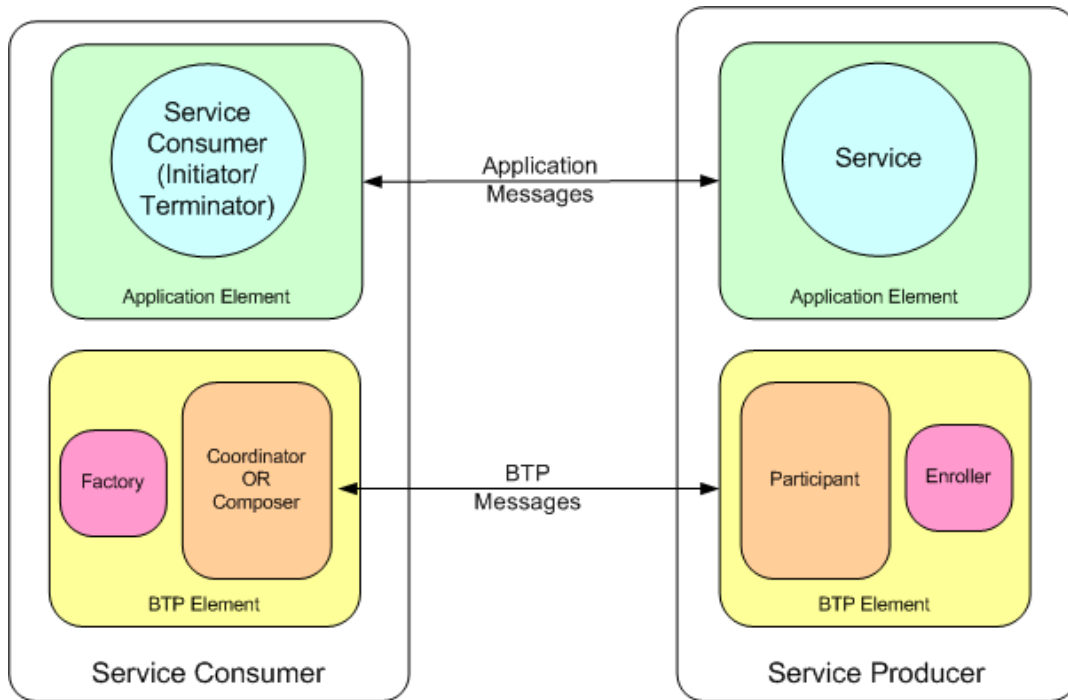 Service
Consumer
(Initiator/
Terminator)
Application Element
Application
Messages
Service
Application Element
Factory
Coordinator
OR
Composer
BTP Element
BTP
Messages
Participant
Enroller
BTP Element
Service Consumer
Service Producer